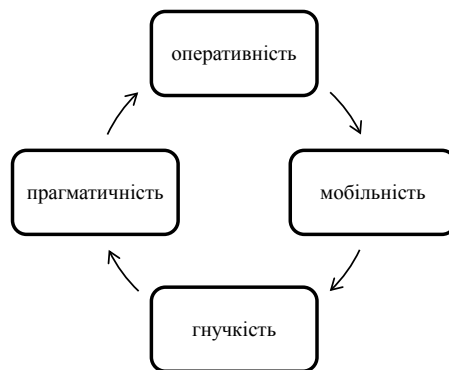 оперативність
прагматичність
мобільність
гнучкість